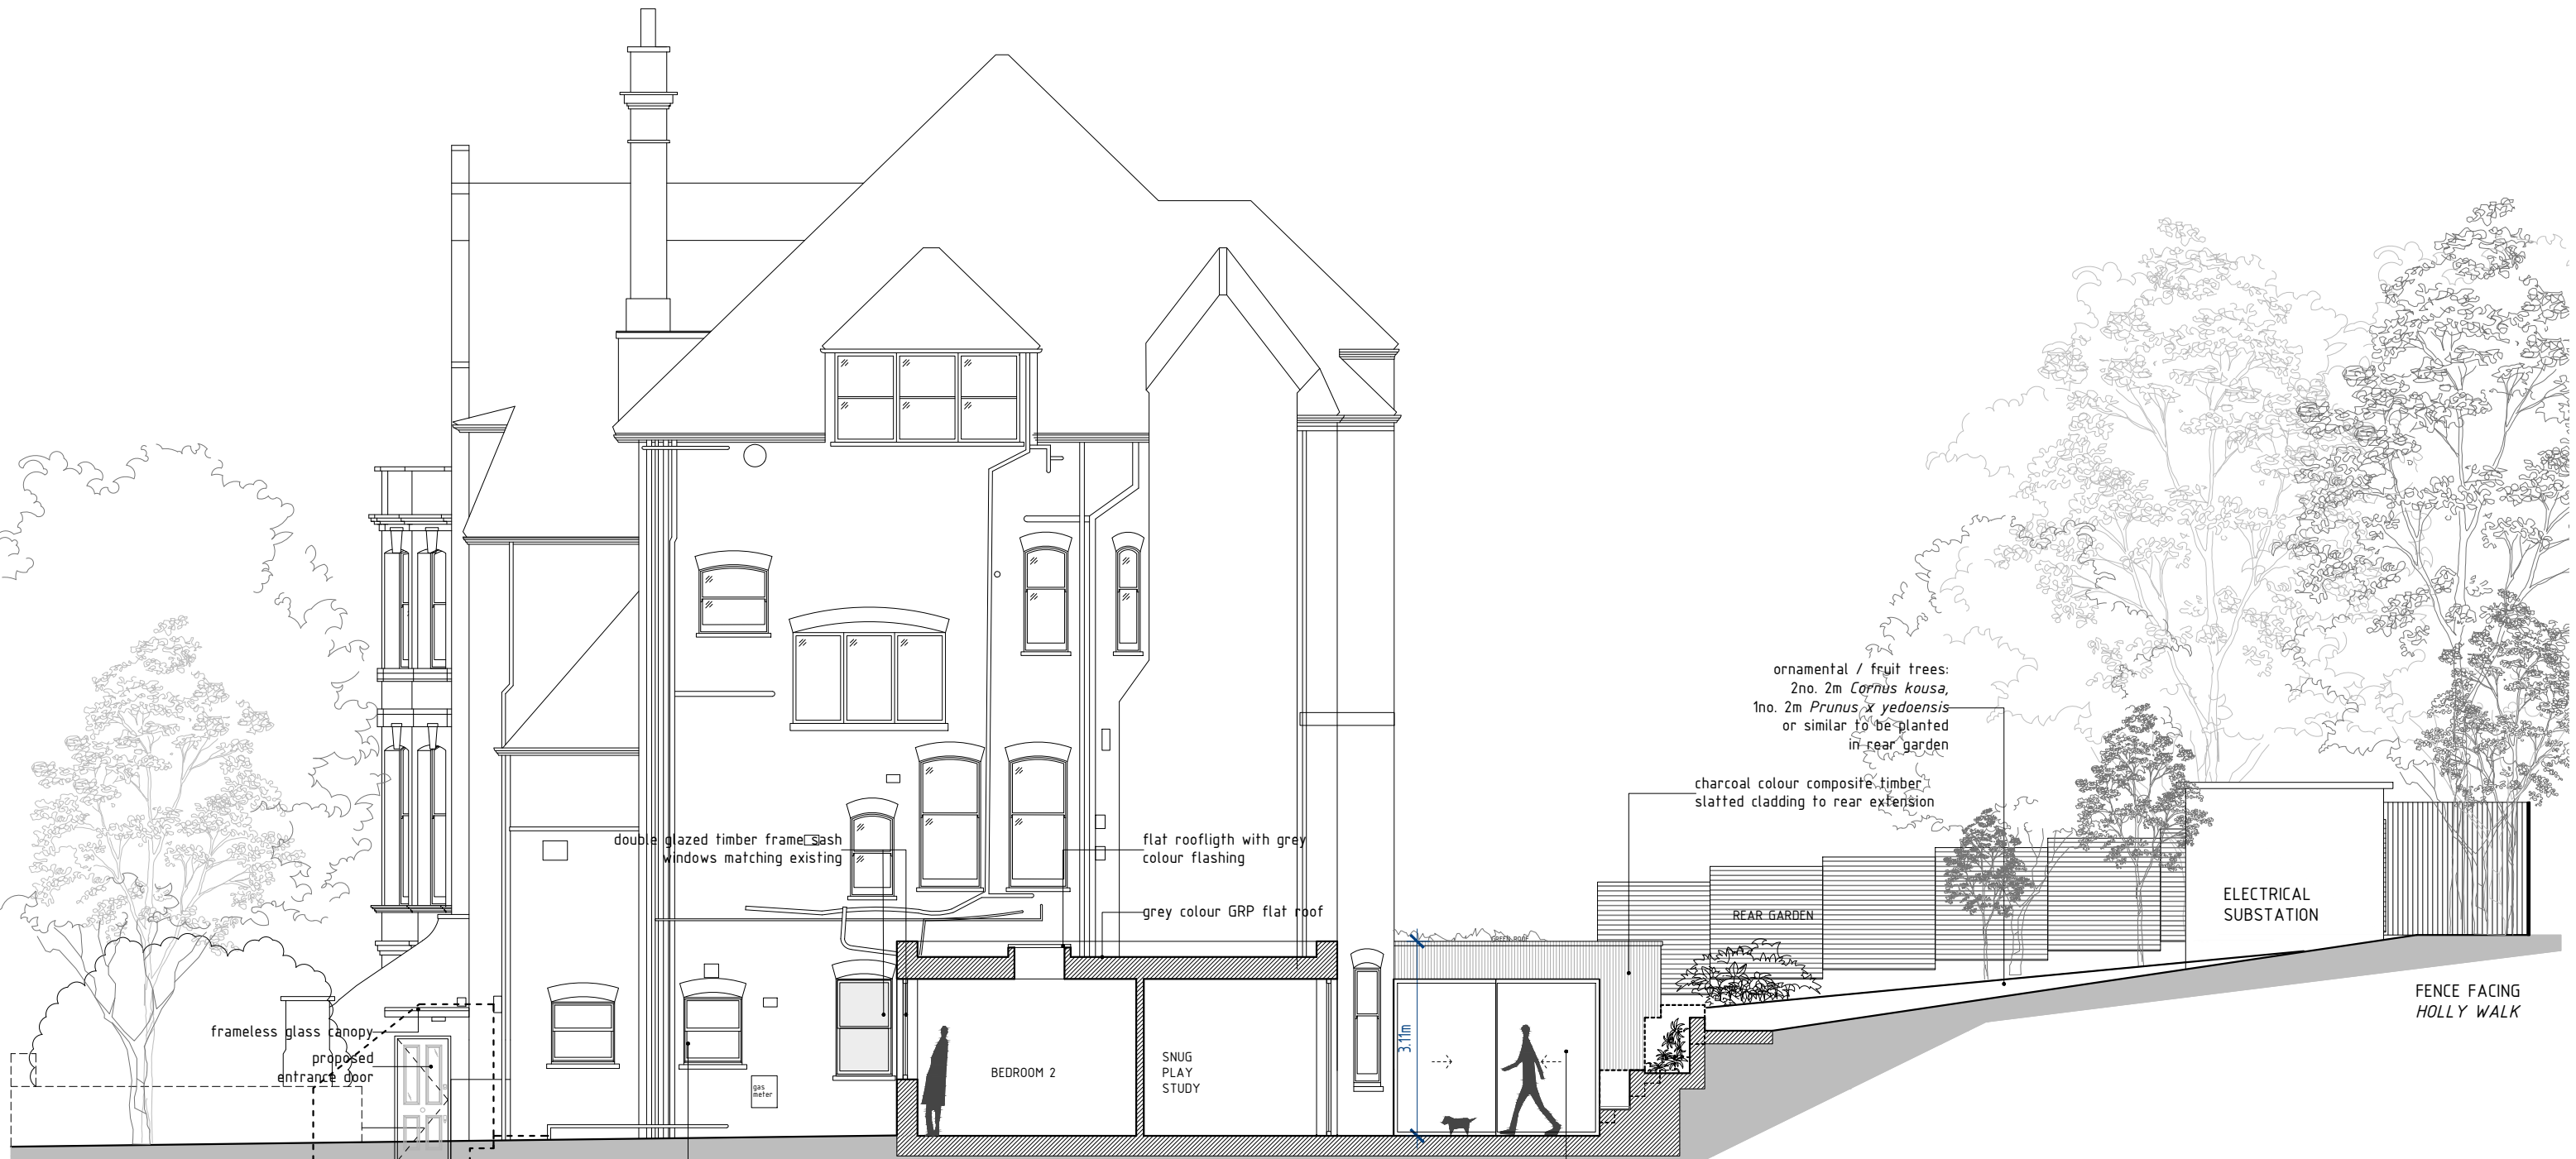 ornamental / fruit trees:
2no. 2m Cornus kousa,
1no. 2m Prunus x yedoensis
or similar to be planted
in rear garden
charcoal colour composite timber
slatted cladding to rear extension
double glazed timber frame sash
windows matching existing
flat roofligth with grey
colour flashing
grey colour GRP flat roof
REAR GARDEN
ELECTRICAL
SUBSTATION
GREEN ROOF
FENCE FACING
HOLLY WALK
frameless glass canopy
proposed
entrance door
gas
meter
BEDROOM 2
SNUG
PLAY
STUDY
3.11m